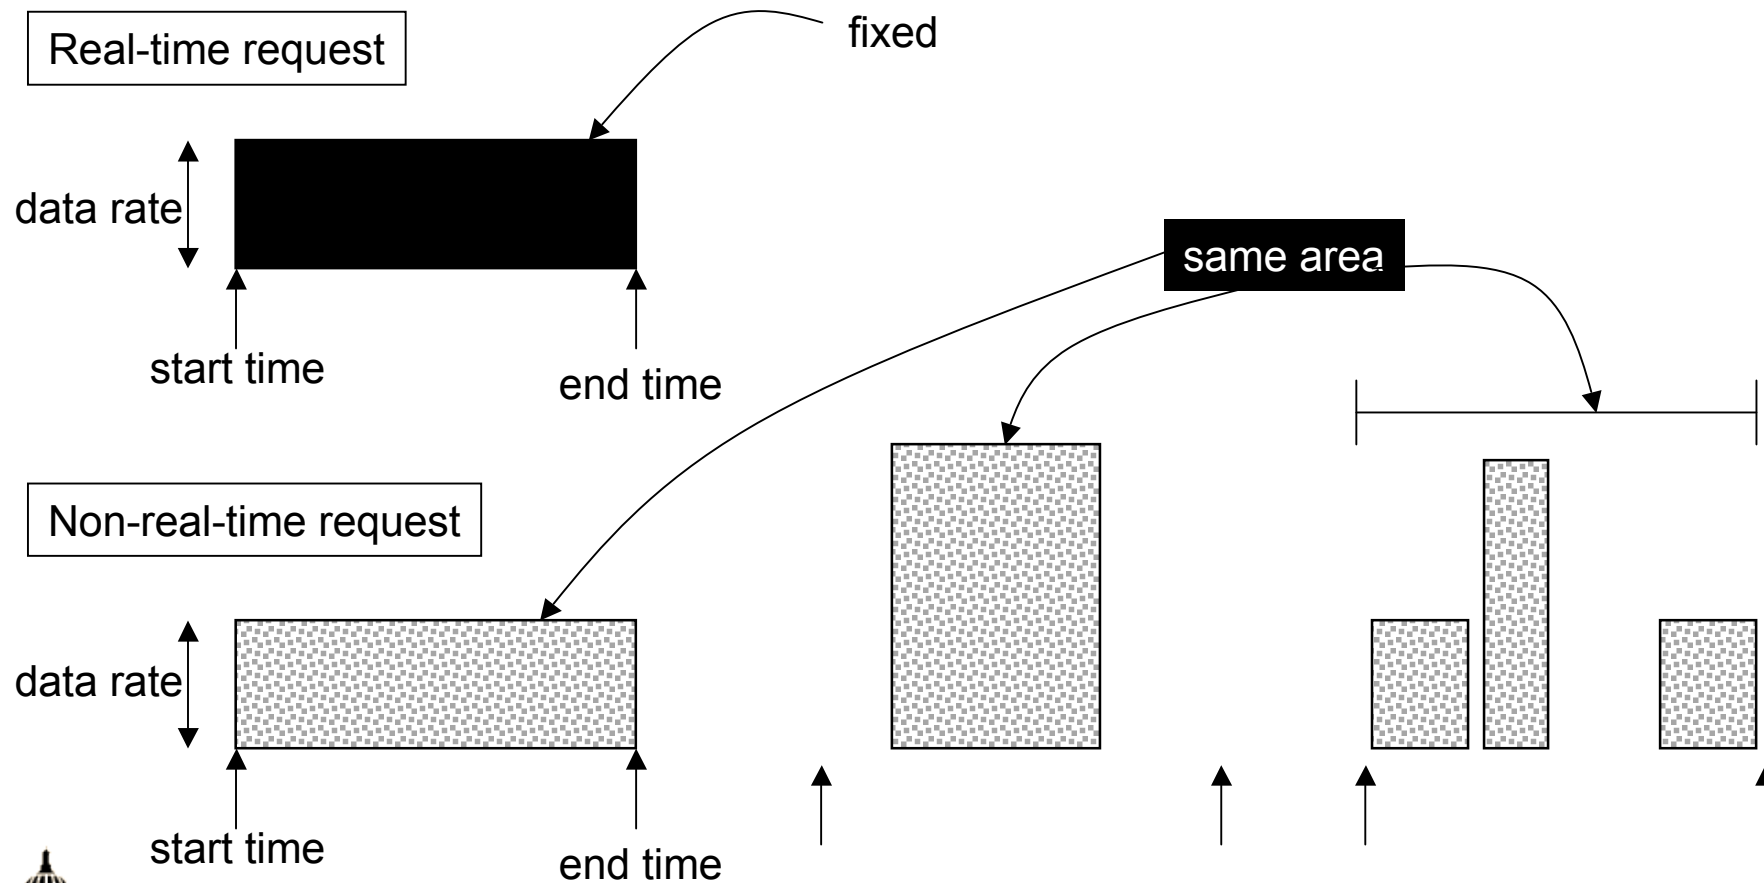 Real-time request
fixed
data rate
same area
start time
end time
Non-real-time request
data rate
start time
end time